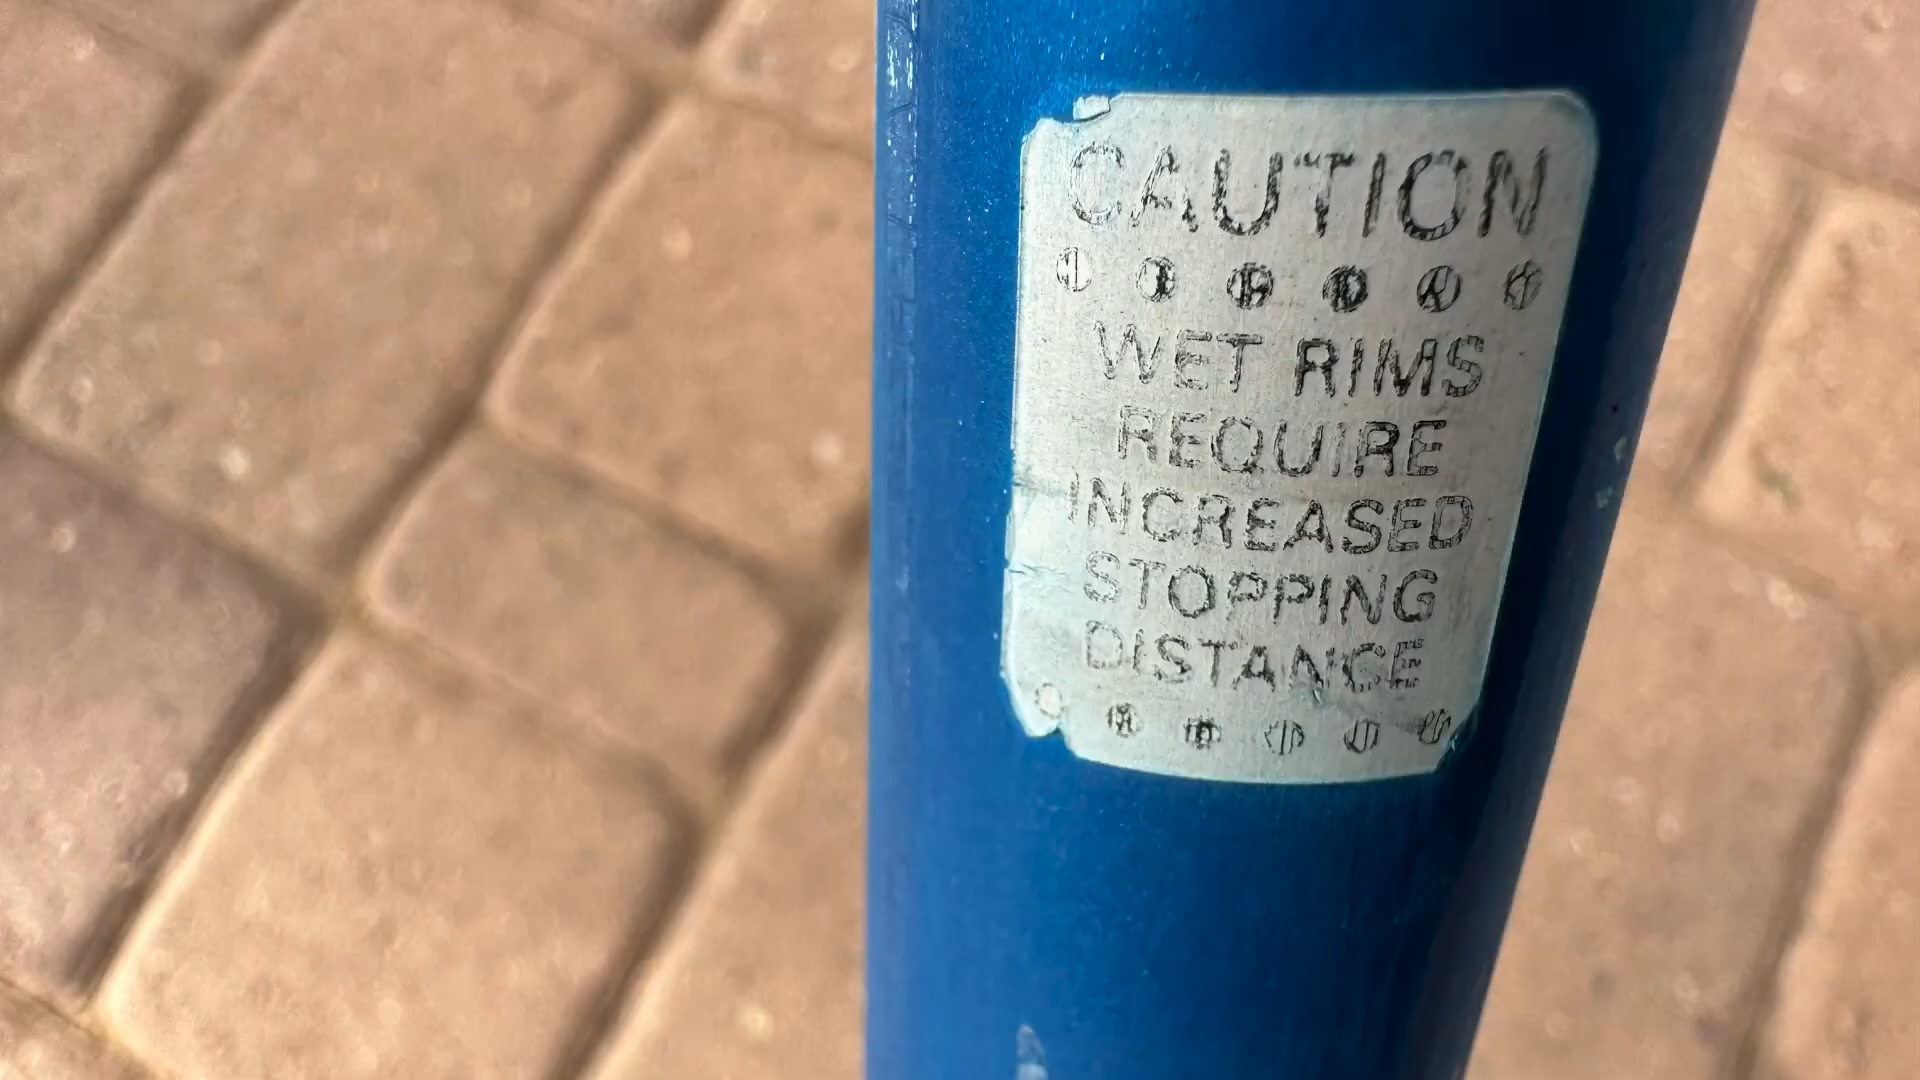 CAUTION
WET RIMS
REQUIRE
INCREASED
STOPPING
DISTANCE